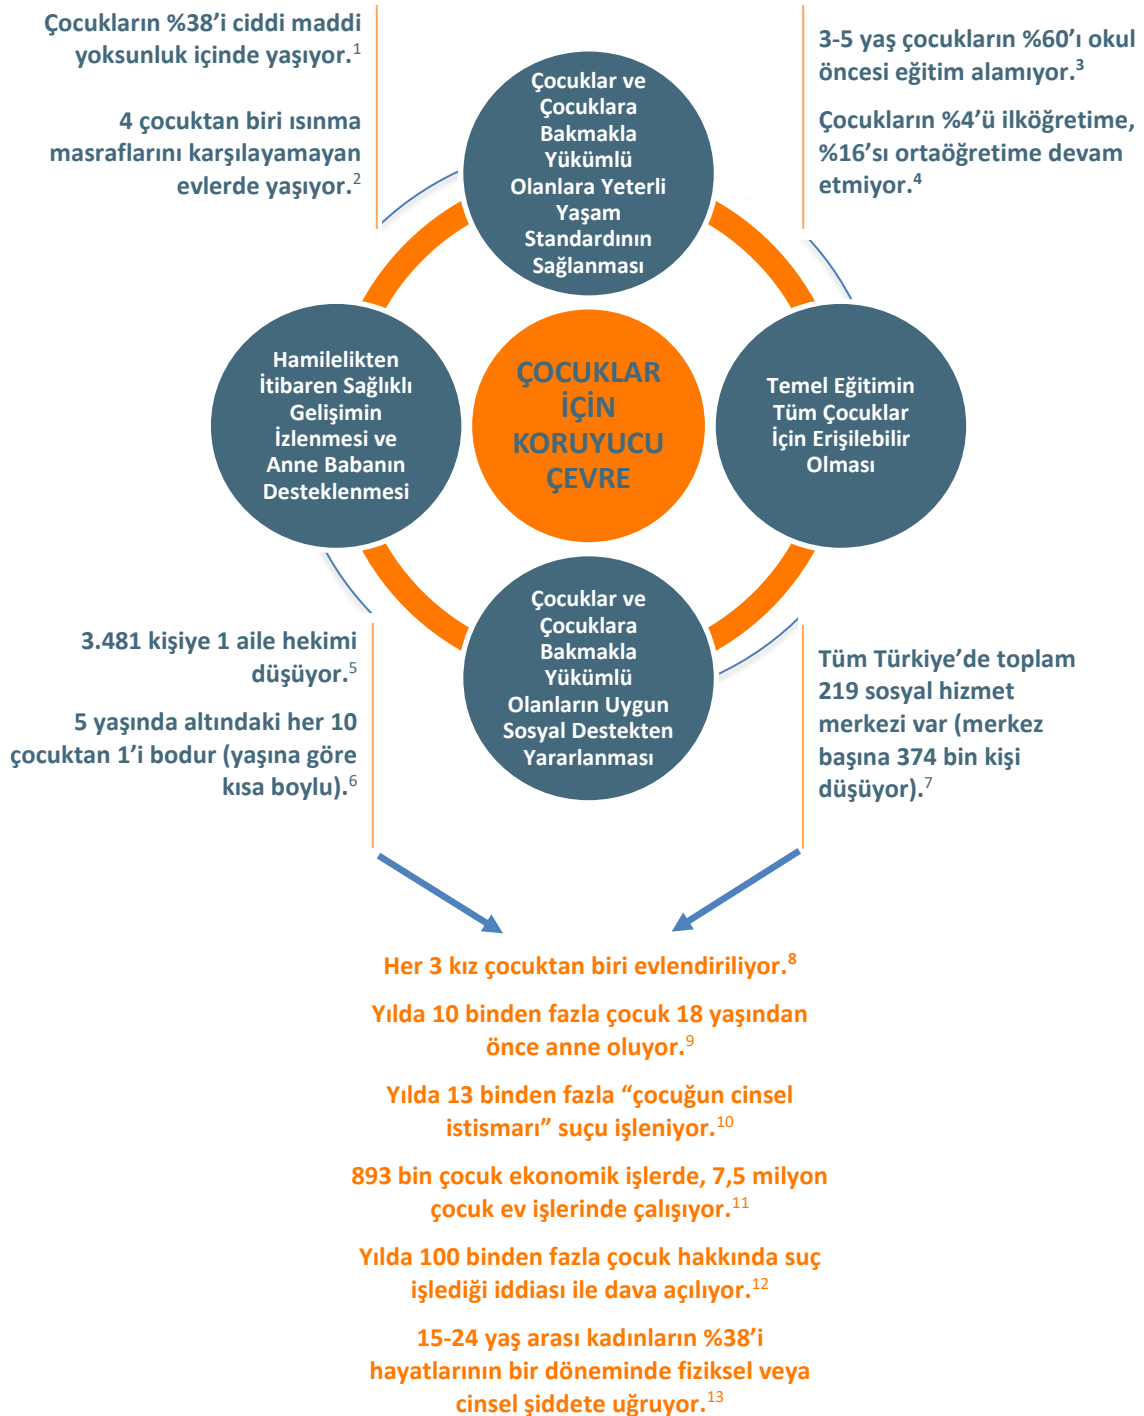 Çocukların %38’i ciddi maddi
yoksunluk içinde yaşıyor.1
4 çocuktan biri ısınma
masraflarını karşılayamayan
evlerde yaşıyor.2
Çocuklar ve
Çocuklara
Bakmakla
Yükümlü
Olanlara Yeterli
Yaşam
Standardının
Sağlanması
3-5 yaş çocukların %60’ı okul
öncesi eğitim alamıyor.3
Çocukların %4’ü ilköğretime,
%16’sı ortaöğretime devam
etmiyor.4
Hamilelikten
İtibaren Sağlıklı
Gelişimin
İzlenmesi ve
Anne Babanın
Desteklenmesi
ÇOCUKLAR
İÇİN
KORUYUCU
ÇEVRE
Temel Eğitimin
Tüm Çocuklar
İçin Erişilebilir
Olması
3.481 kişiye 1 aile hekimi
düşüyor.5
5 yaşında altındaki her 10
çocuktan 1’i bodur (yaşına göre
kısa boylu).6
Çocuklar ve
Çocuklara
Bakmakla
Yükümlü
Olanların Uygun
Sosyal Destekten
Yararlanması
Tüm Türkiye’de toplam
219 sosyal hizmet
merkezi var (merkez
başına 374 bin kişi
düşüyor).7
Her 3 kız çocuktan biri evlendiriliyor.8
Yılda 10 binden fazla çocuk 18 yaşından
önce anne oluyor.9
Yılda 13 binden fazla “çocuğun cinsel
istismarı” suçu işleniyor.10
893 bin çocuk ekonomik işlerde, 7,5 milyon
çocuk ev işlerinde çalışıyor.11
Yılda 100 binden fazla çocuk hakkında suç
işlediği iddiası ile dava açılıyor.12
15-24 yaş arası kadınların %38’i
hayatlarının bir döneminde fiziksel veya
cinsel şiddete uğruyor.13